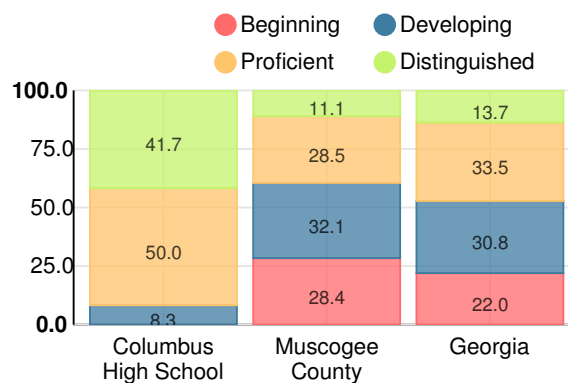 Beginning Developing
Proficient Distinguished
100.0
75.0
50.0
25.0
0.0
41.7
50.0
8.3
11.1
28.5
32.1
28.4
13.7
33.5
30.8
22.0
Columbus
High School
Muscogee
County
Georgia